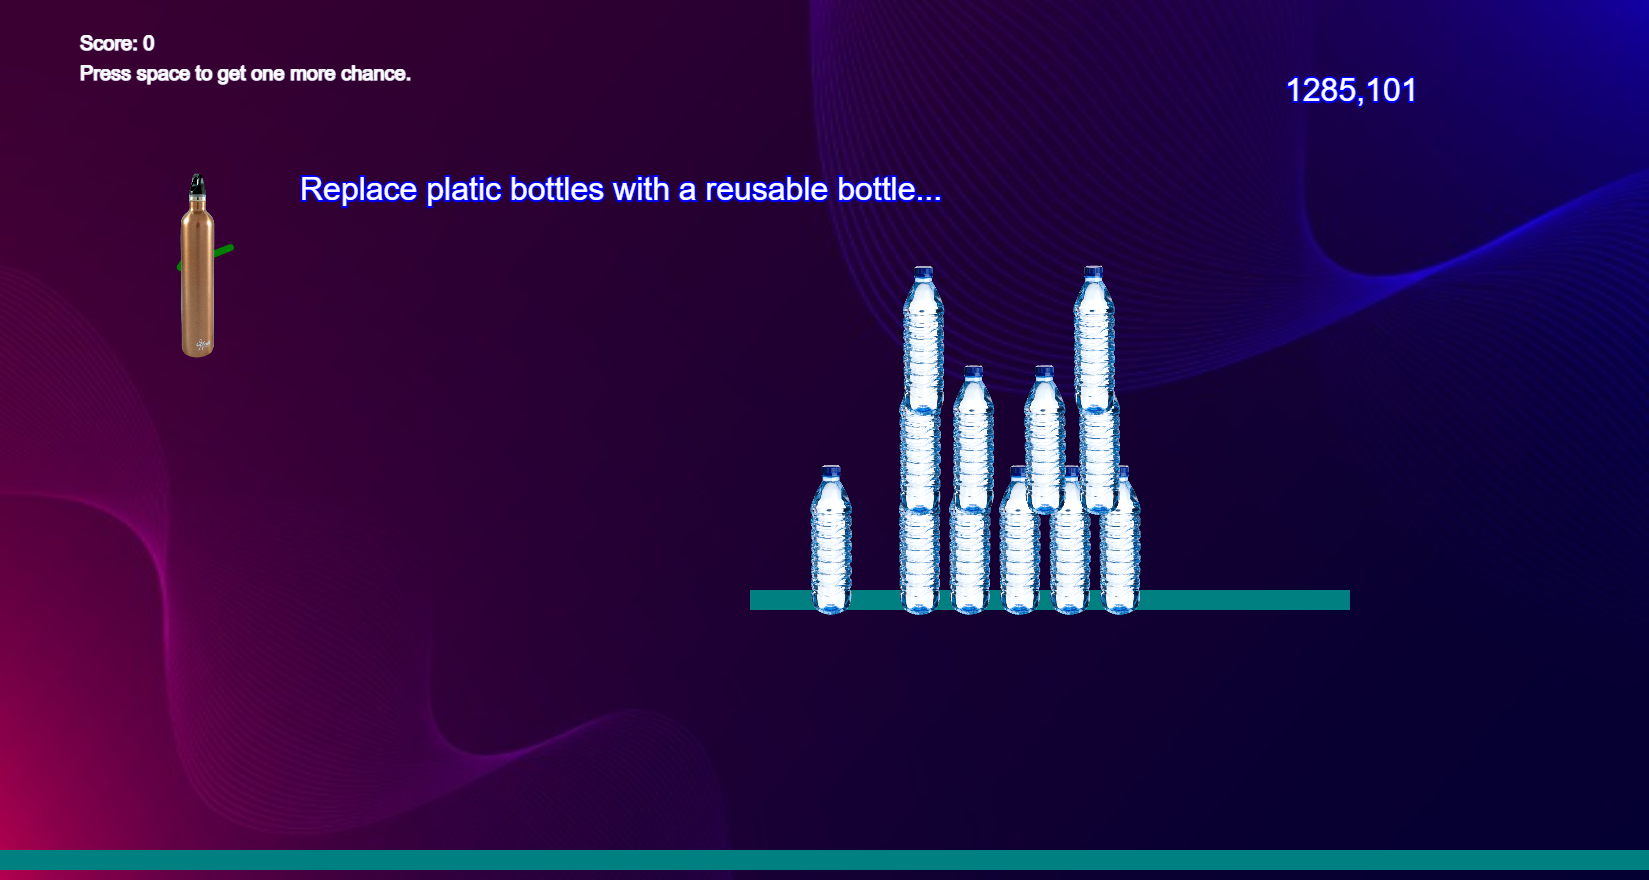 Score: 0
Press space to get one more chance.
1285,101
Replace platic bottles with a reusable bottle...